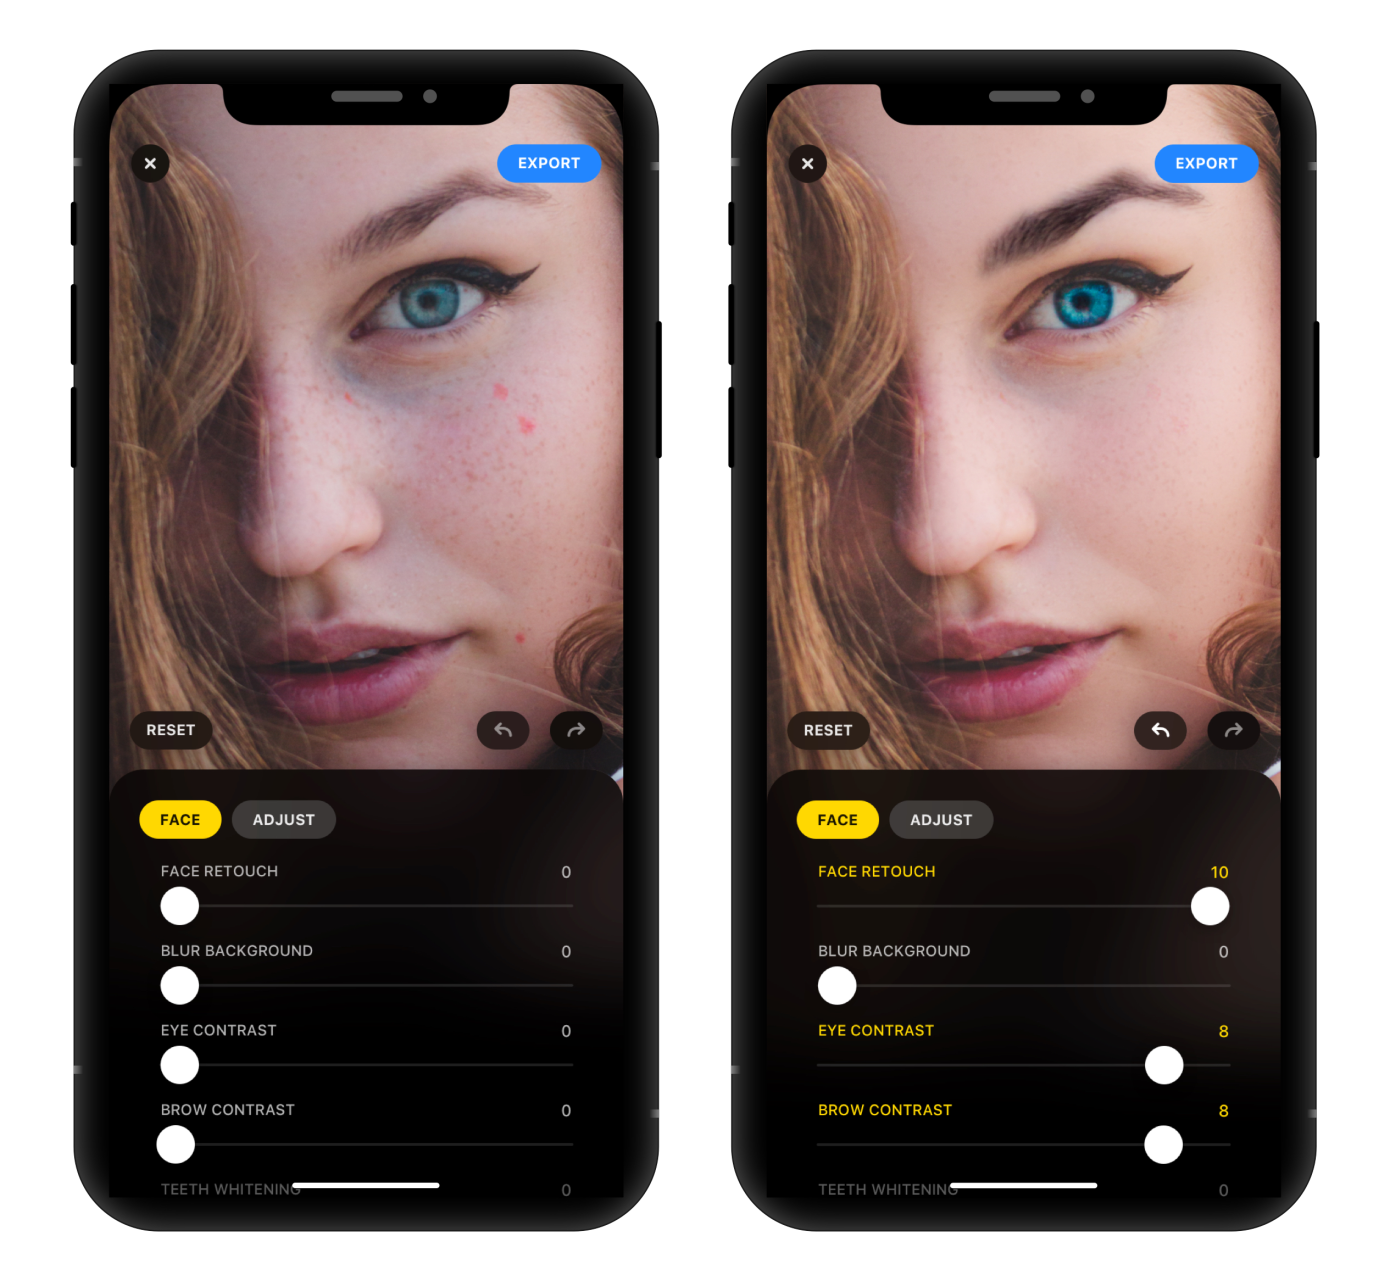 EXPORT
RESET
FACE
ADJUST
FACE RETOUCH 0
BLUR BACKGROUND 0
EYE CONTRAST 0
BROW CONTRAST 0
TEETH WHITENING 0
EXPORT
RESET
FACE
ADJUST
FACE RETOUCH 10
BLUR BACKGROUND 0
EYE CONTRAST 8
BROW CONTRAST 8
TEETH WHITENING 0